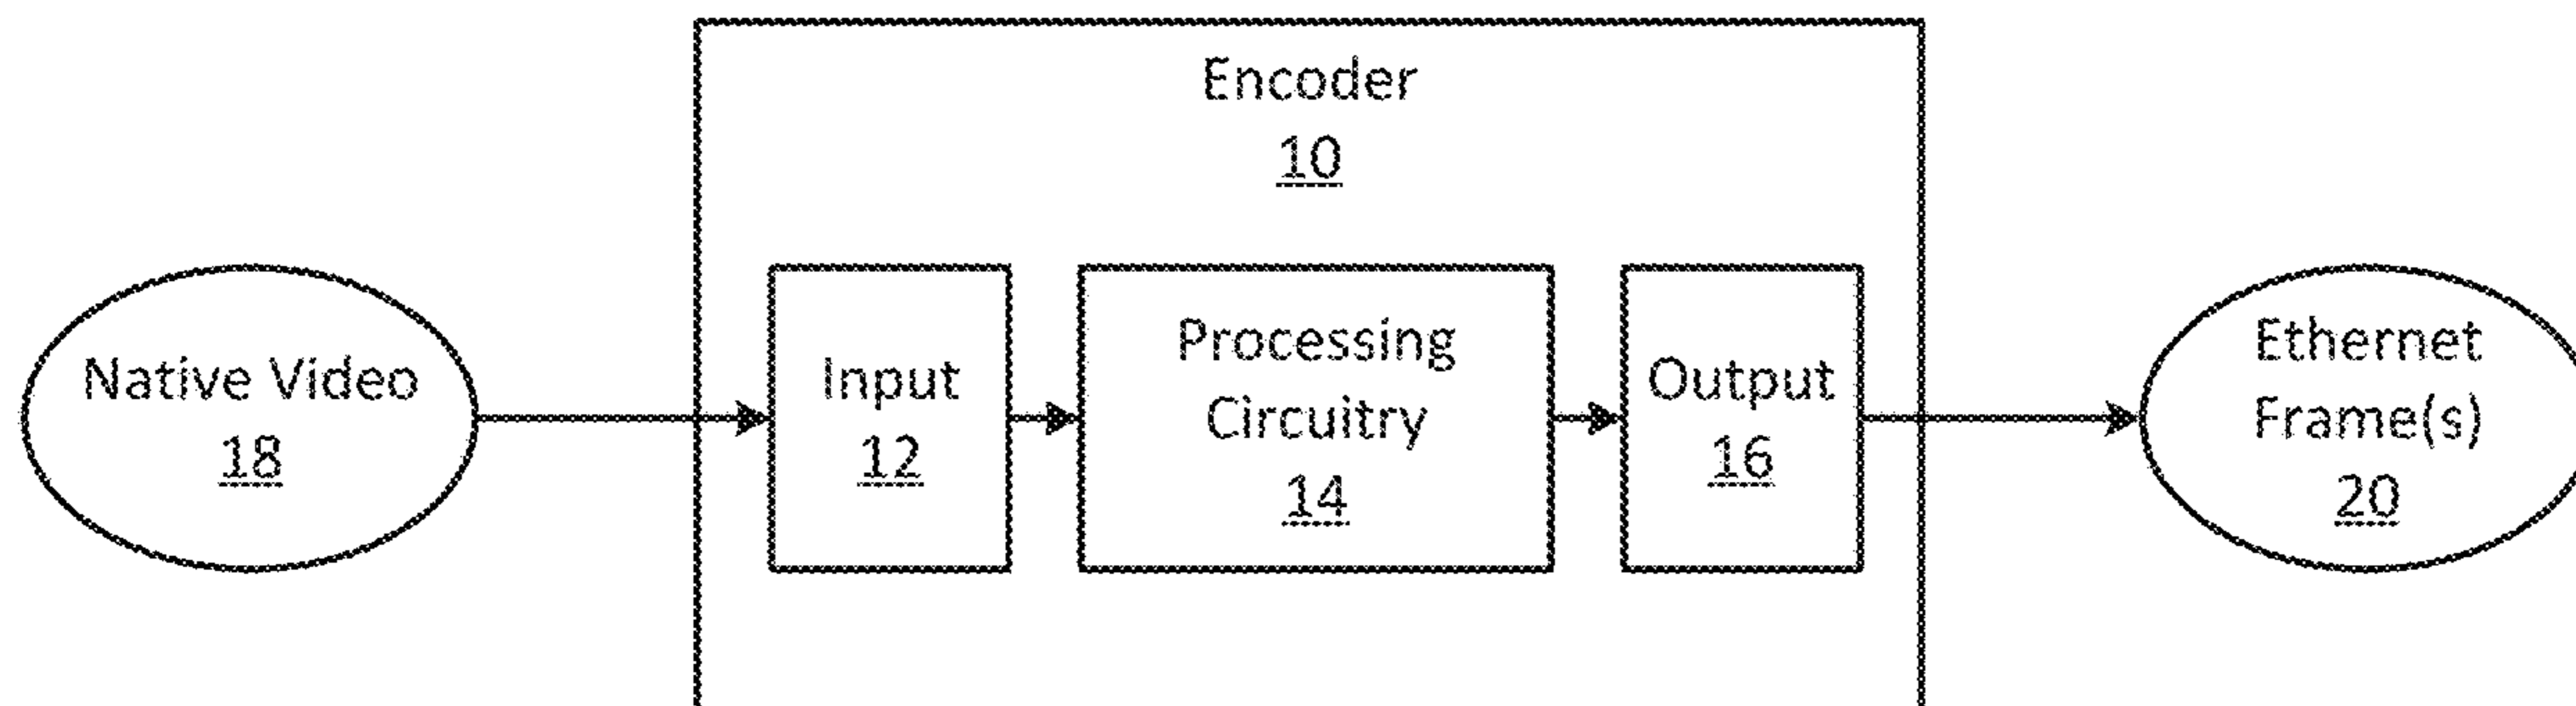 Encoder
10
Native Video
18
Input
12
Processing
Circuitry
14
Output
16
Ethernet
Frame(s)
20